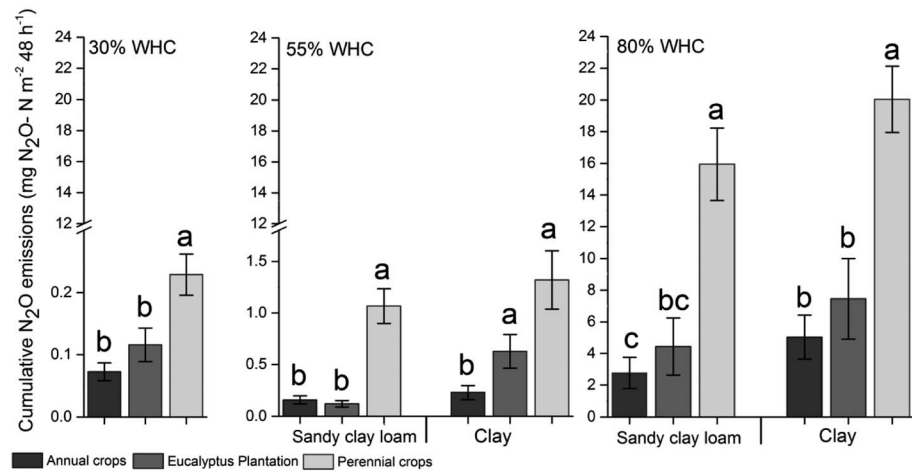 Cumulative N₂O emissions (mg N₂O- N m⁻² 48 h⁻¹)
30% WHC
24
22
20
18
16
14
12
0.2
0.1
0.0
b
b
a
55% WHC
24
22
20
18
16
14
12
1.5
1.0
0.5
0.0
b
b
a
b
a
a
Sandy clay loam
Clay
80% WHC
24
22
20
18
16
14
12
10
8
6
4
2
0
c
bc
a
b
b
a
Sandy clay loam
Clay
Annual crops Eucalyptus Plantation Perennial crops